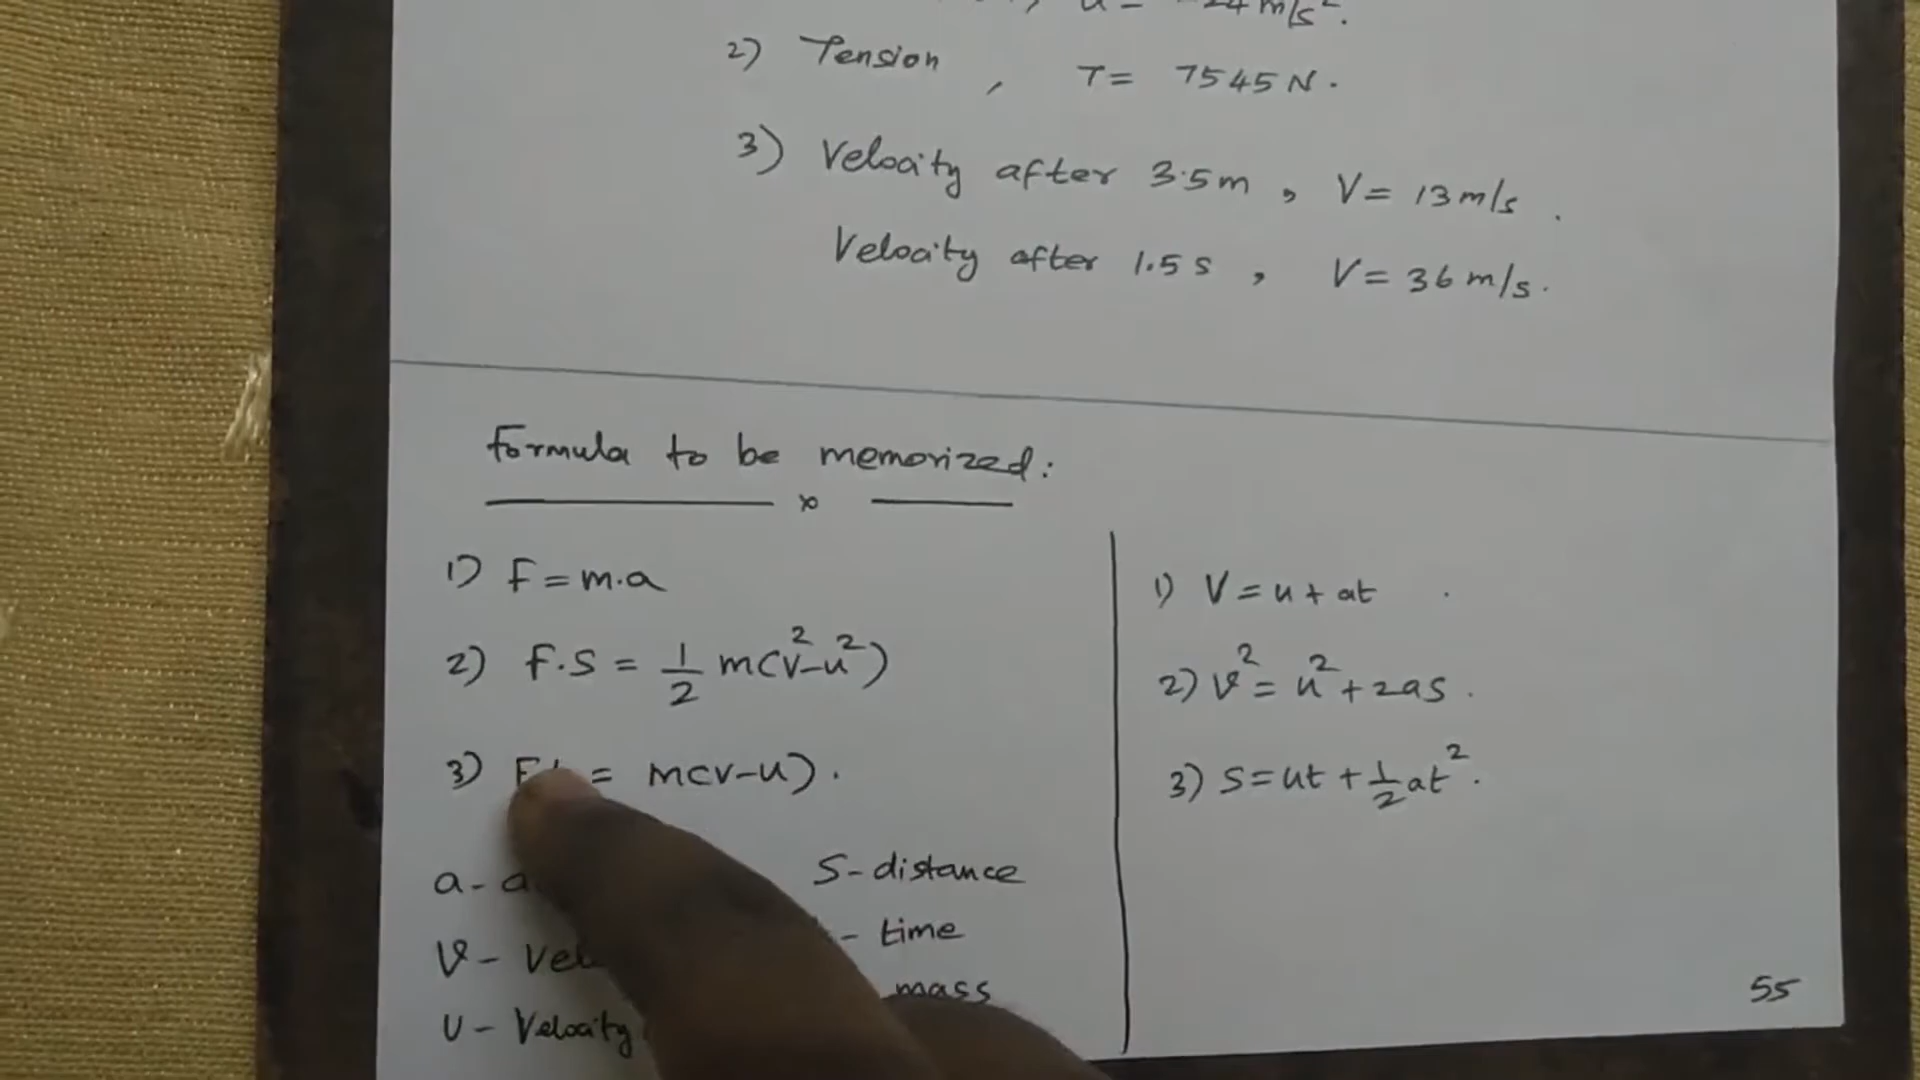 24 m/s².
2) Tension , T = 7545 N.
3) Velocity after 3.5m , V = 13 m/s .
Velocity after 1.5 s , V = 36 m/s.
Formula to be memorized:
1) F = m.a
2) F.S = 1/2 m(v²-u²)
3) F = m(v-u).
a -
S - distance
V -
- time
mass
U - Velocity
1) V = u + at .
2) v² = u² + 2as .
3) S = ut + 1/2 at².
55